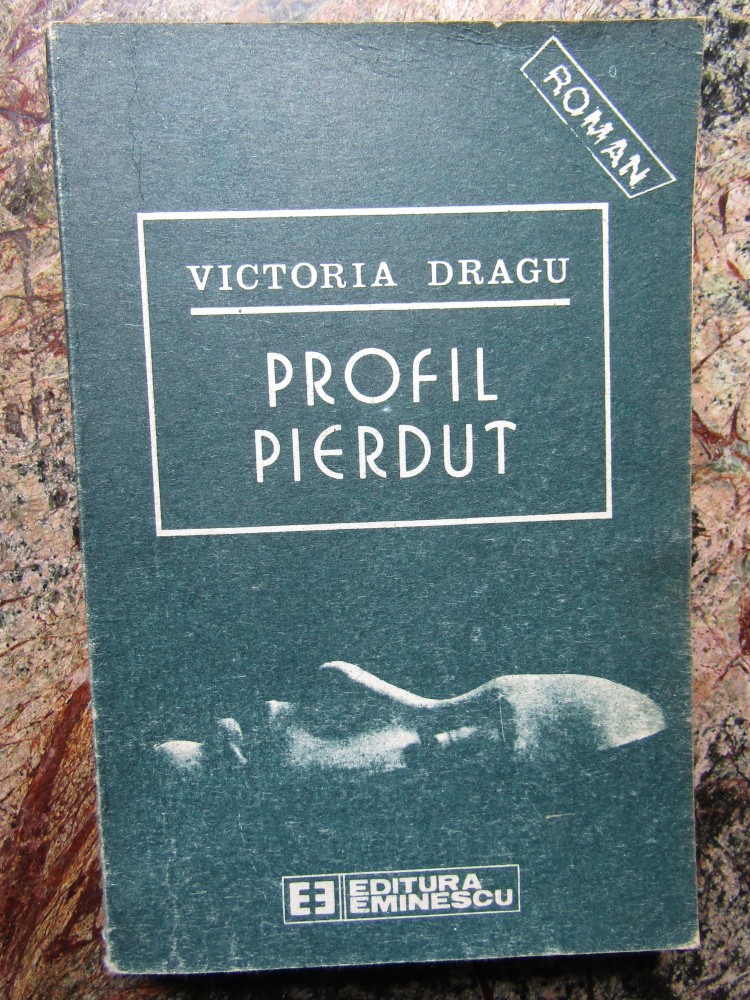 ROMAN
VICTORIA DRAGU
PROFIL
PIERDUT
EDITURA
EMINESCU